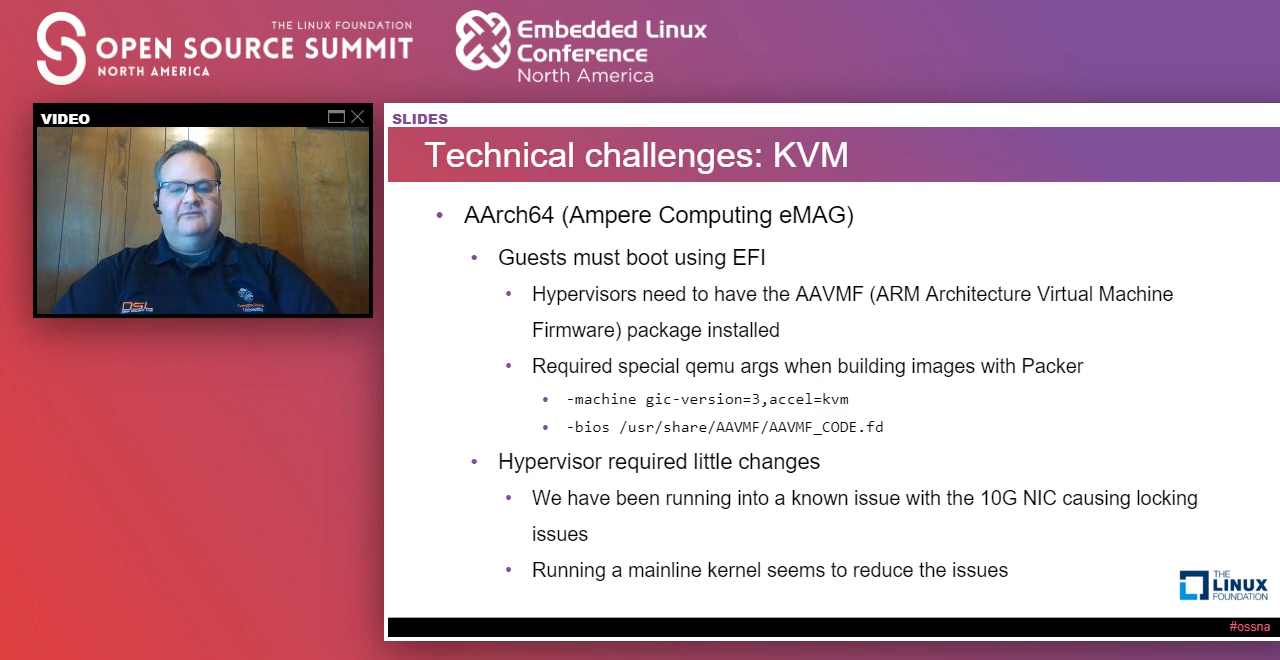 THE LINUX FOUNDATION
OPEN SOURCE SUMMIT
NORTH AMERICA
Embedded Linux
Conference
North America
VIDEO
OSL
SLIDES
Technical challenges: KVM
• AArch64 (Ampere Computing eMAG)
• Guests must boot using EFI
• Hypervisors need to have the AAVMF (ARM Architecture Virtual Machine
Firmware) package installed
• Required special qemu args when building images with Packer
• -machine gic-version=3,accel=kvm
• -bios /usr/share/AAVMF/AAVMF_CODE.fd
• Hypervisor required little changes
• We have been running into a known issue with the 10G NIC causing locking
issues
• Running a mainline kernel seems to reduce the issues
THE
LINUX
FOUNDATION
#ossna